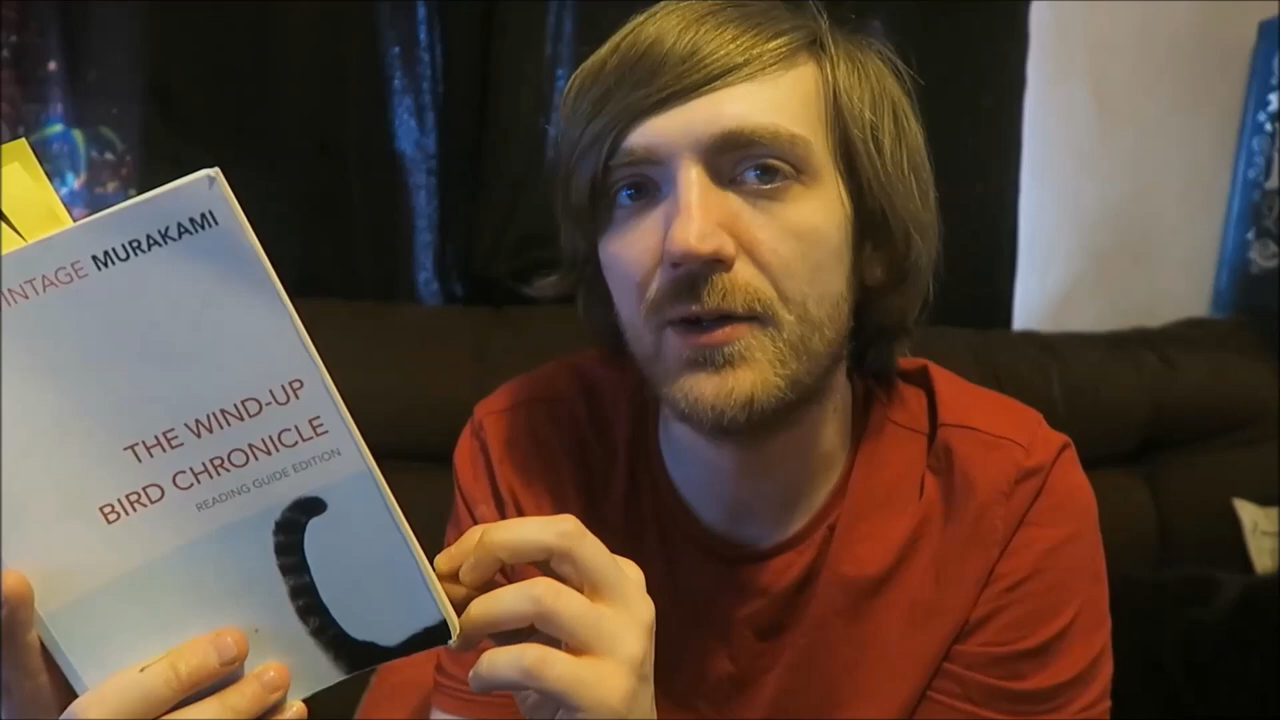 INTAGE MURAKAMI
THE WIND-UP
BIRD CHRONICLE
READING GUIDE EDITION